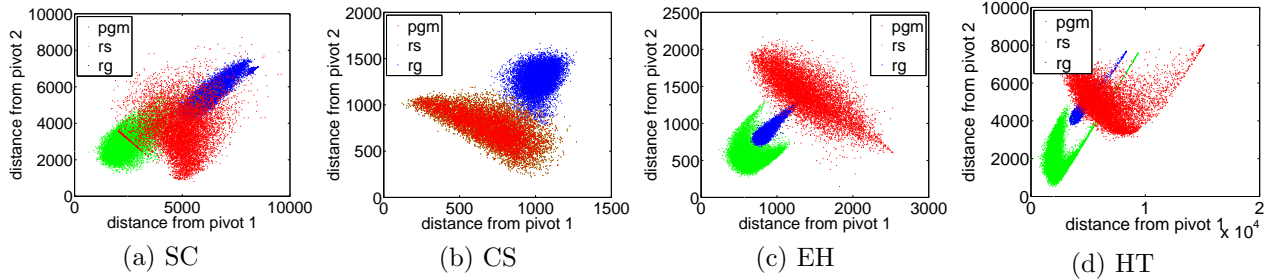 10000
8000
6000
4000
2000
0
0
5000
10000
distance from pivot 1
distance from pivot 2
pgm
rs
rg
(a) SC
2000
1500
1000
500
0
0
500
1000
1500
distance from pivot 1
distance from pivot 2
pgm
rs
rg
(b) CS
2500
2000
1500
1000
500
0
0
1000
2000
3000
distance from pivot 1
distance from pivot 2
pgm
rs
rg
(c) EH
10000
8000
6000
4000
2000
0
0
1
2
x 10^4
distance from pivot 1
distance from pivot 2
pgm
rs
rg
(d) HT